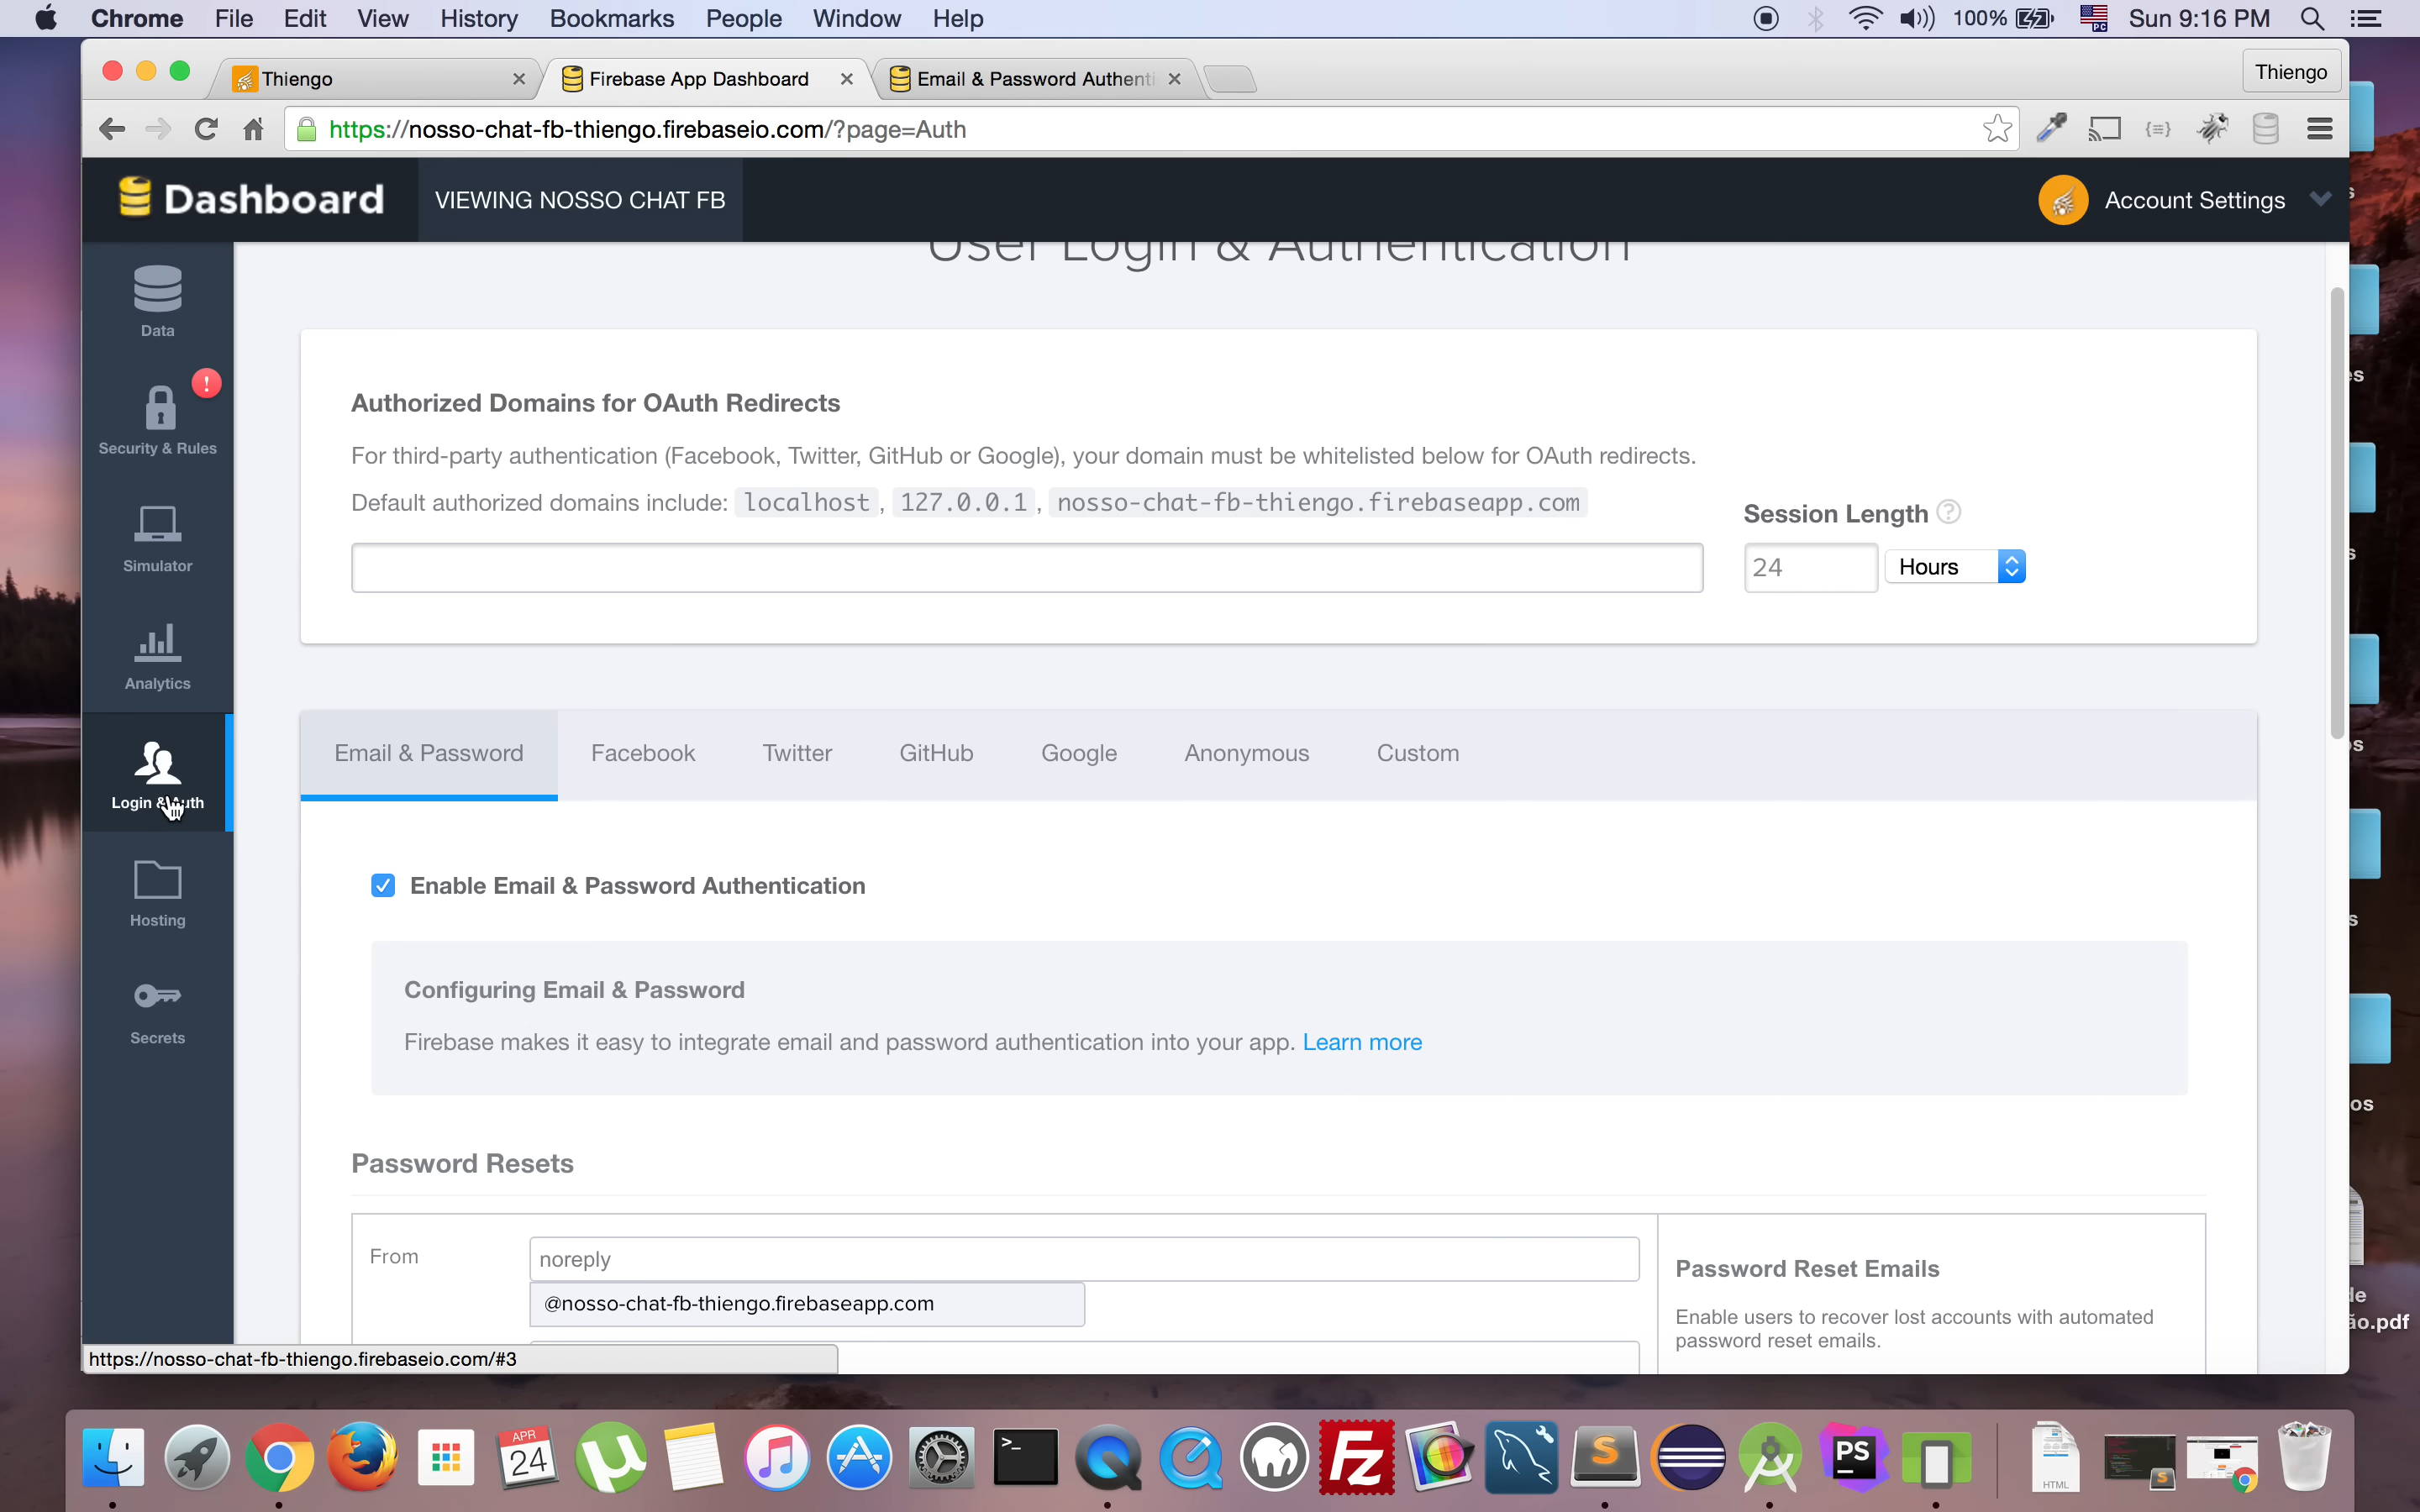 Chrome File Edit View History Bookmarks People Window Help 100% Sun 9:16 PM
Thiengo Firebase App Dashboard Email & Password Authenti Thiengo
https://nosso-chat-fb-thiengo.firebaseio.com/?page=Auth
Dashboard VIEWING NOSSO CHAT FB Account Settings
User Login & Authentication
Data
Security & Rules
Simulator
Analytics
Login & Auth
Hosting
Secrets
Authorized Domains for OAuth Redirects
For third-party authentication (Facebook, Twitter, GitHub or Google), your domain must be whitelisted below for OAuth redirects.
Default authorized domains include: localhost, 127.0.0.1, nosso-chat-fb-thiengo.firebaseapp.com
Session Length ?
24 Hours
Email & Password Facebook Twitter GitHub Google Anonymous Custom
Enable Email & Password Authentication
Configuring Email & Password
Firebase makes it easy to integrate email and password authentication into your app. Learn more
Password Resets
From noreply
@nosso-chat-fb-thiengo.firebaseapp.com
Password Reset Emails
Enable users to recover lost accounts with automated
password reset emails.
https://nosso-chat-fb-thiengo.firebaseio.com/#3
ão.pdf
APR
24
PS
HTML